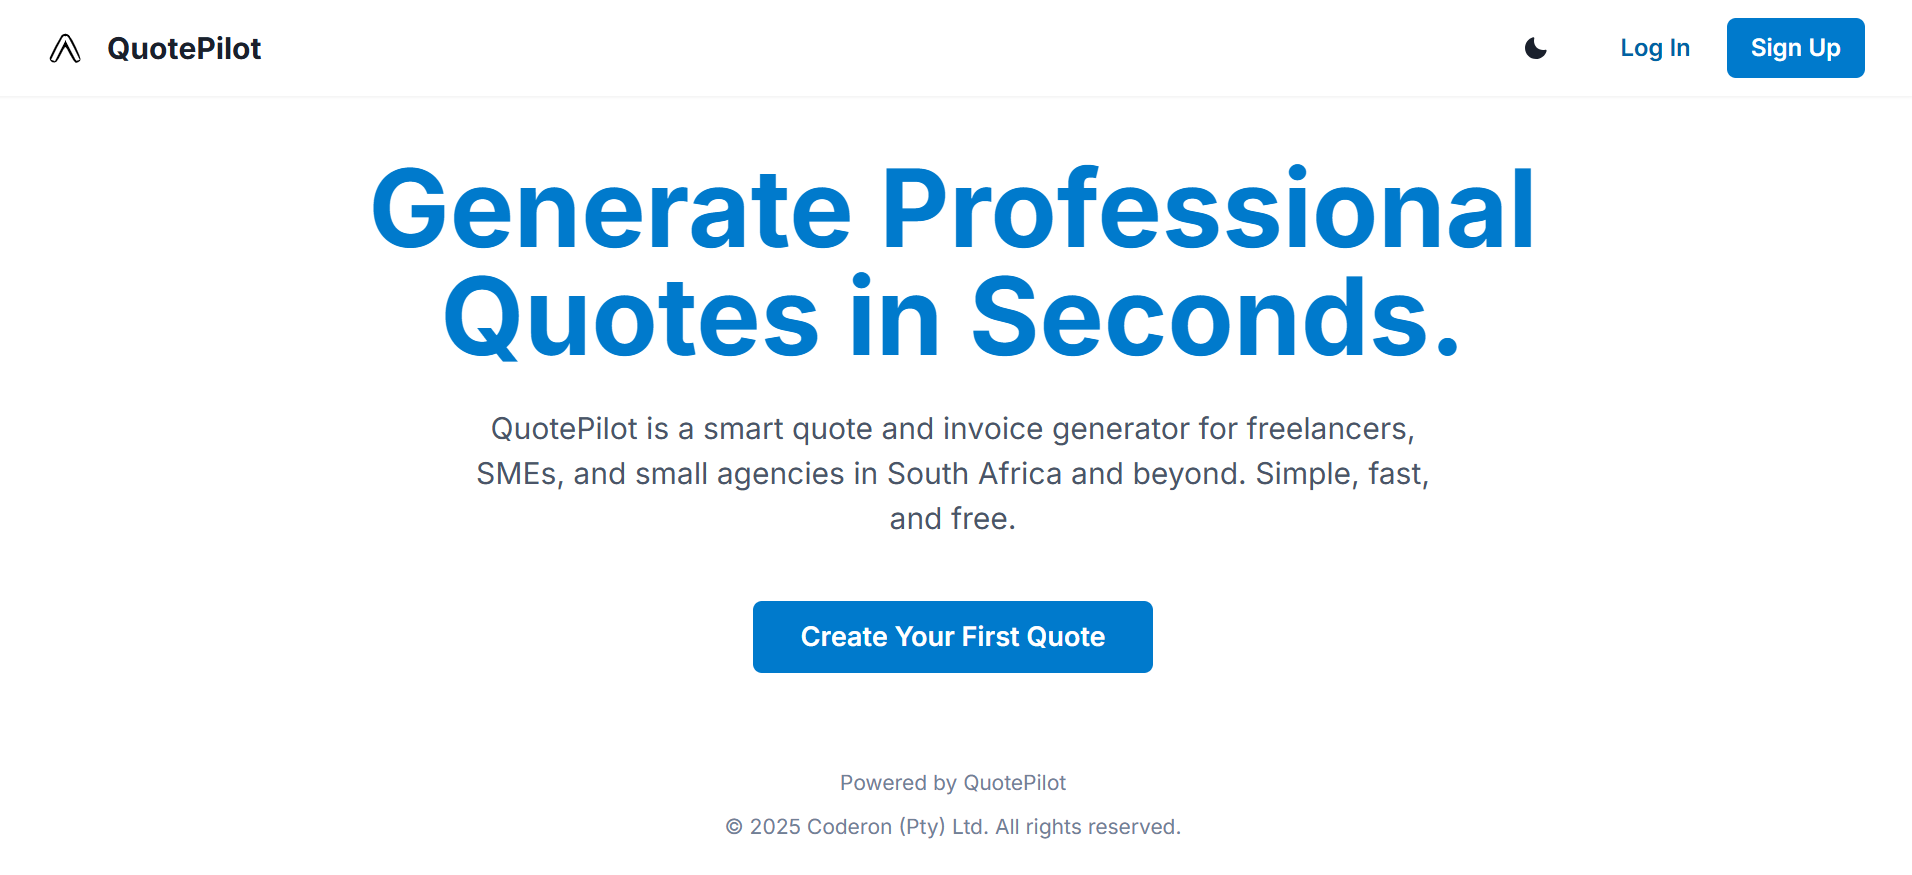 QuotePilot
Log In
Sign Up
Generate Professional
Quotes in Seconds.
QuotePilot is a smart quote and invoice generator for freelancers,
SMEs, and small agencies in South Africa and beyond. Simple, fast,
and free.
Create Your First Quote
Powered by QuotePilot
© 2025 Coderon (Pty) Ltd. All rights reserved.